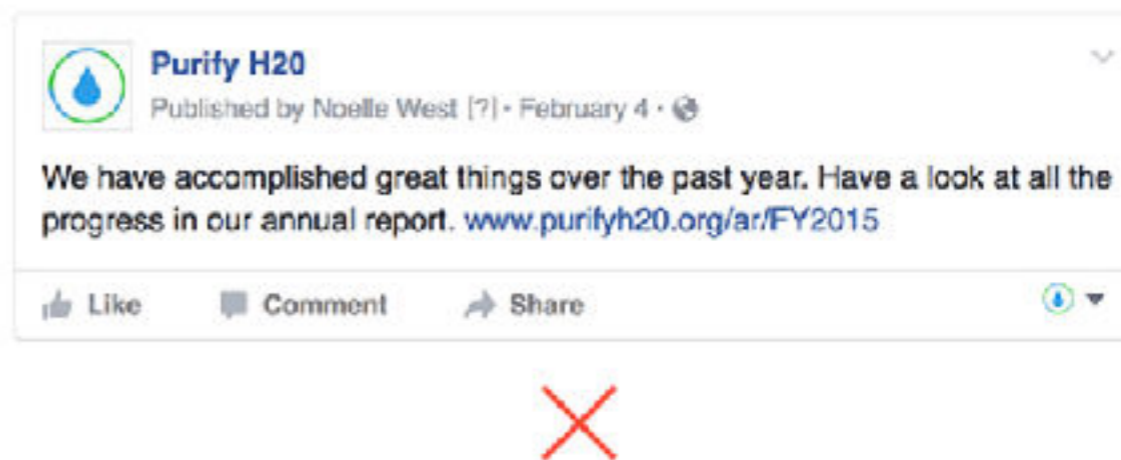 Purify H20
Published by Noelle West [?] · February 4 ·
We have accomplished great things over the past year. Have a look at all the
progress in our annual report. www.purifyh20.org/ar/FY2015
Like Comment Share